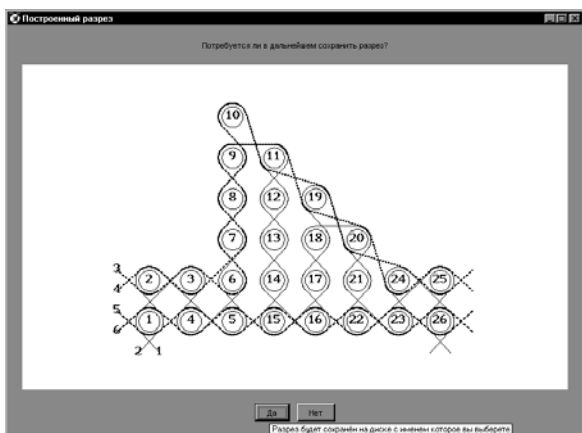 Построенный разрез
Потребуется ли в дальнейшем сохранить разрез?
10
9 11
8 12 19
7 13 18 20
3
4
2 3 6 14 17 21 24 25
5
6
1 4 5 15 16 22 23 26
2 1
Да Нет
Разрез будет сохранён на диске с именем которое вы выберете